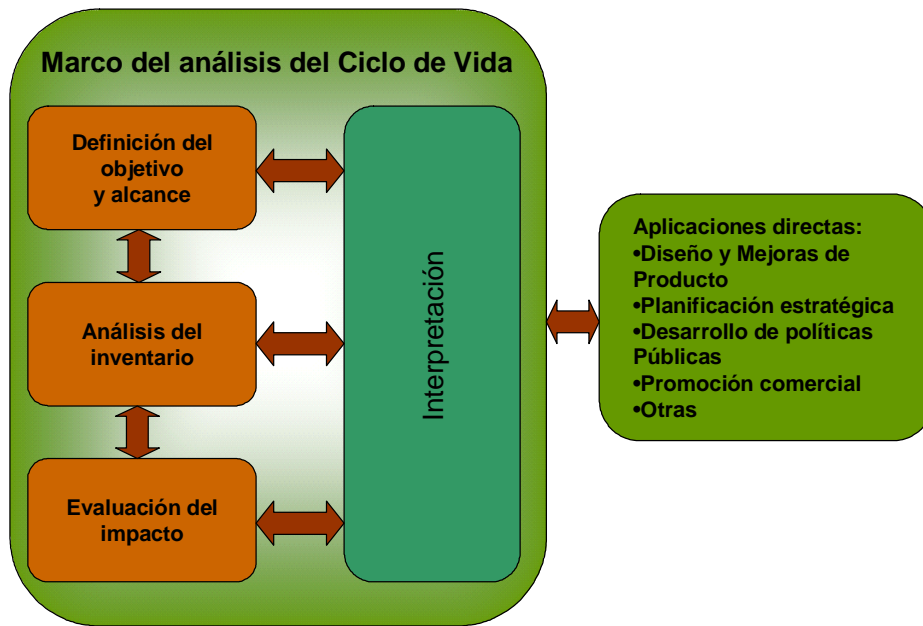 Marco del análisis del Ciclo de Vida
Definición del
objetivo
y alcance
Análisis del
inventario
Evaluación del
impacto
Interpretación
Aplicaciones directas:
•Diseño y Mejoras de
Producto
•Planificación estratégica
•Desarrollo de políticas
Públicas
•Promoción comercial
•Otras